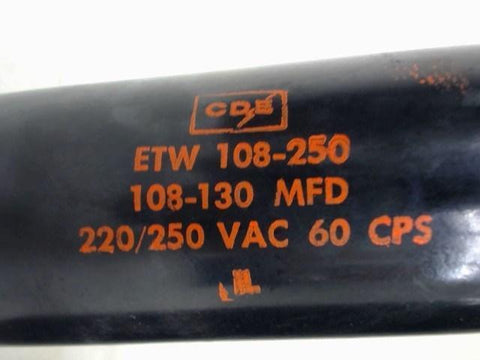 CDE
ETW 108-250
108-130 MFD
220/250 VAC 60 CPS